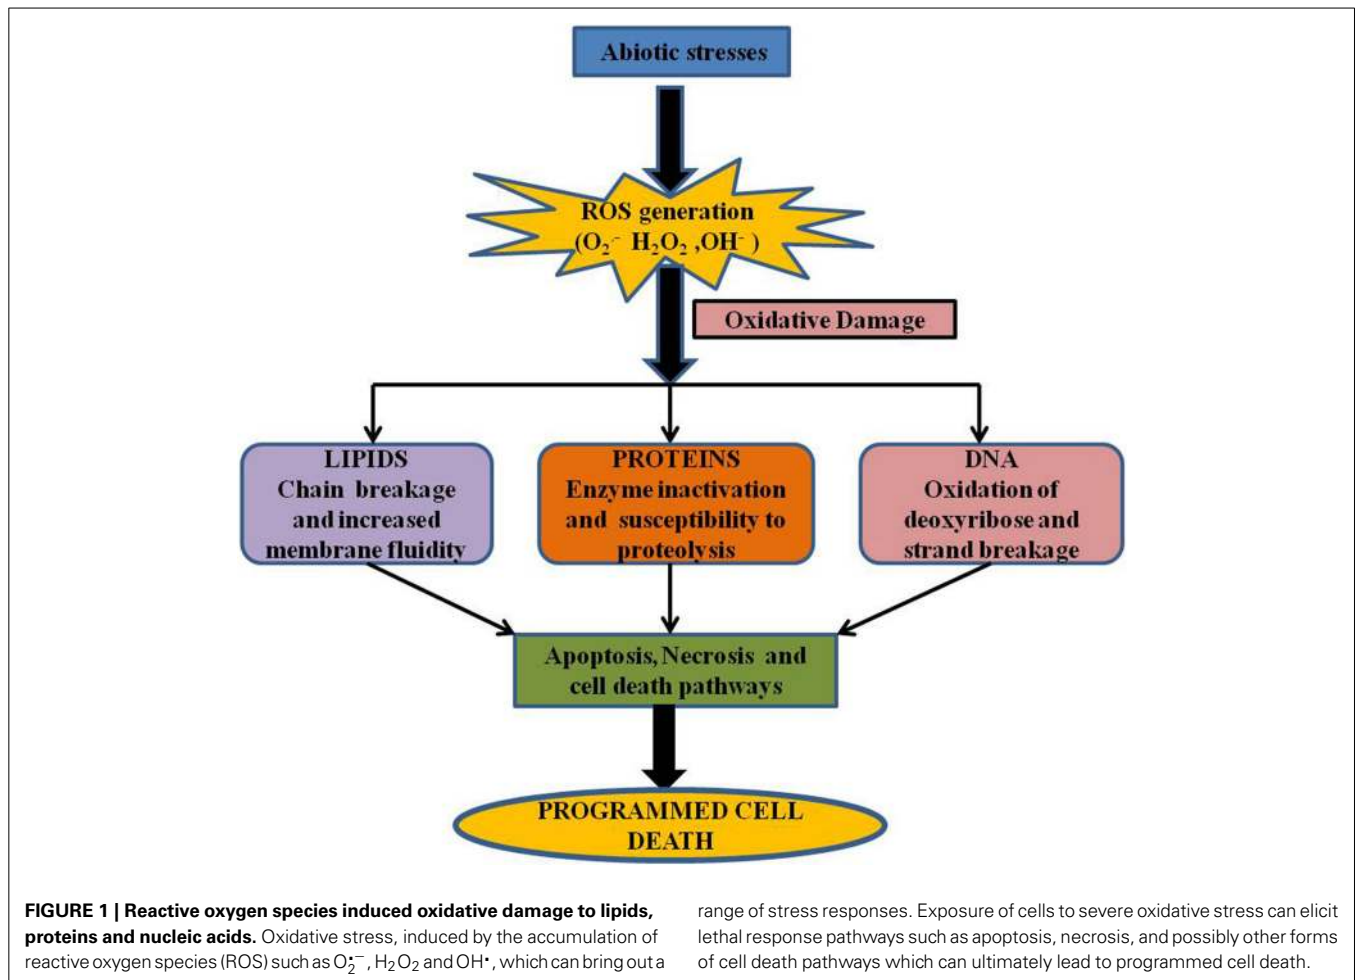 Abiotic stresses
ROS generation
(O₂·⁻ H₂O₂ ,OH⁻ )
Oxidative Damage
LIPIDS
Chain breakage
and increased
membrane fluidity
PROTEINS
Enzyme inactivation
and susceptibility to
proteolysis
DNA
Oxidation of
deoxyribose and
strand breakage
Apoptosis, Necrosis and
cell death pathways
PROGRAMMED CELL
DEATH
FIGURE 1 | Reactive oxygen species induced oxidative damage to lipids,
proteins and nucleic acids. Oxidative stress, induced by the accumulation of
reactive oxygen species (ROS) such as O₂•⁻, H₂O₂ and OH•, which can bring out a
range of stress responses. Exposure of cells to severe oxidative stress can elicit
lethal response pathways such as apoptosis, necrosis, and possibly other forms
of cell death pathways which can ultimately lead to programmed cell death.